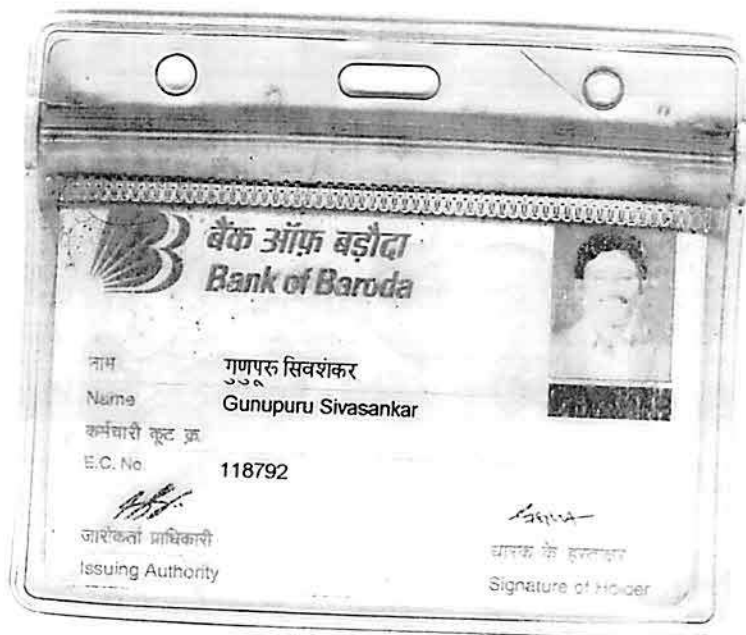 बैंक ऑफ़ बड़ौदा
Bank of Baroda
नाम
गुणुपूरू सिवशंकर
Name
Gunupuru Sivasankar
कर्मचारी कूट क्र.
E.C. No.
118792
जारीकर्ता प्राधिकारी
Issuing Authority
धारक के हस्ताक्षर
Signature of Holder